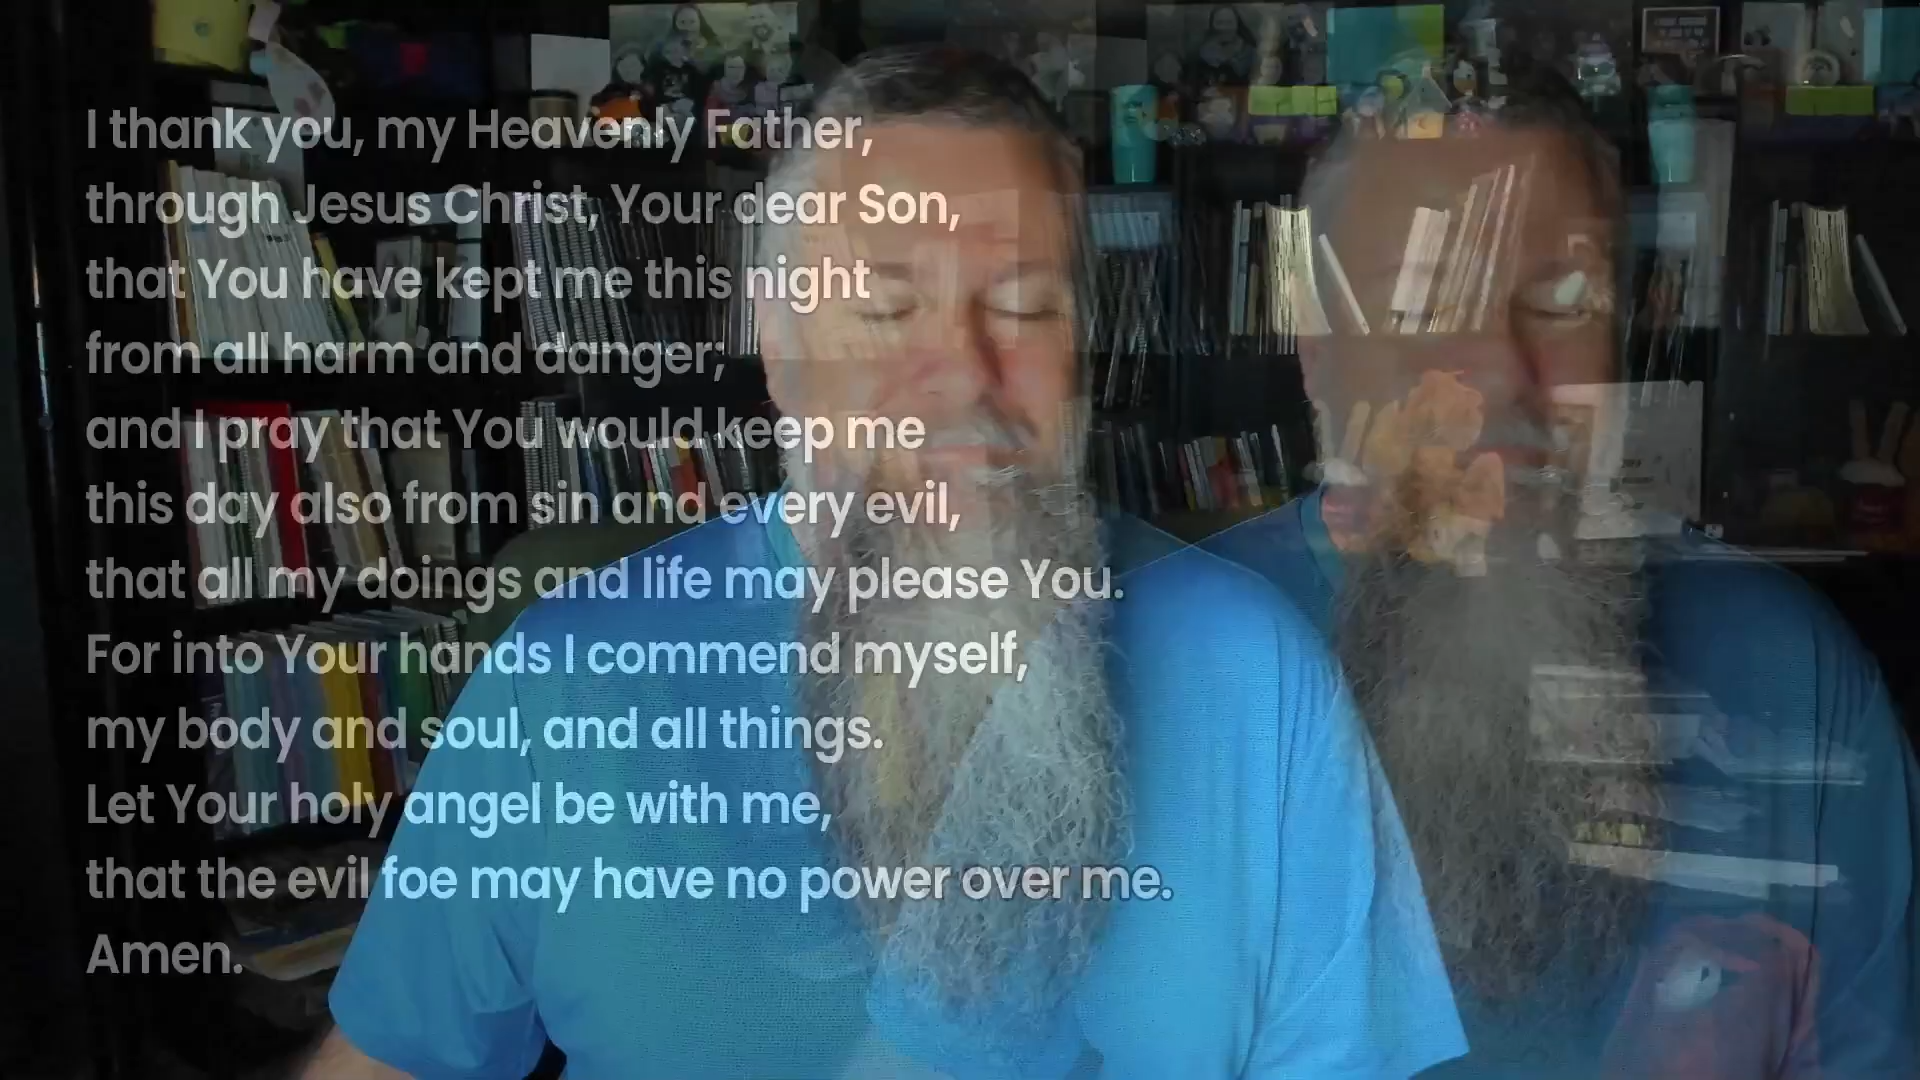 I thank you, my Heavenly Father,
through Jesus Christ, Your dear Son,
that You have kept me this night
from all harm and danger;
and I pray that You would keep me
this day also from sin and every evil,
that all my doings and life may please You.
For into Your hands I commend myself,
my body and soul, and all things.
Let Your holy angel be with me,
that the evil foe may have no power over me.
Amen.